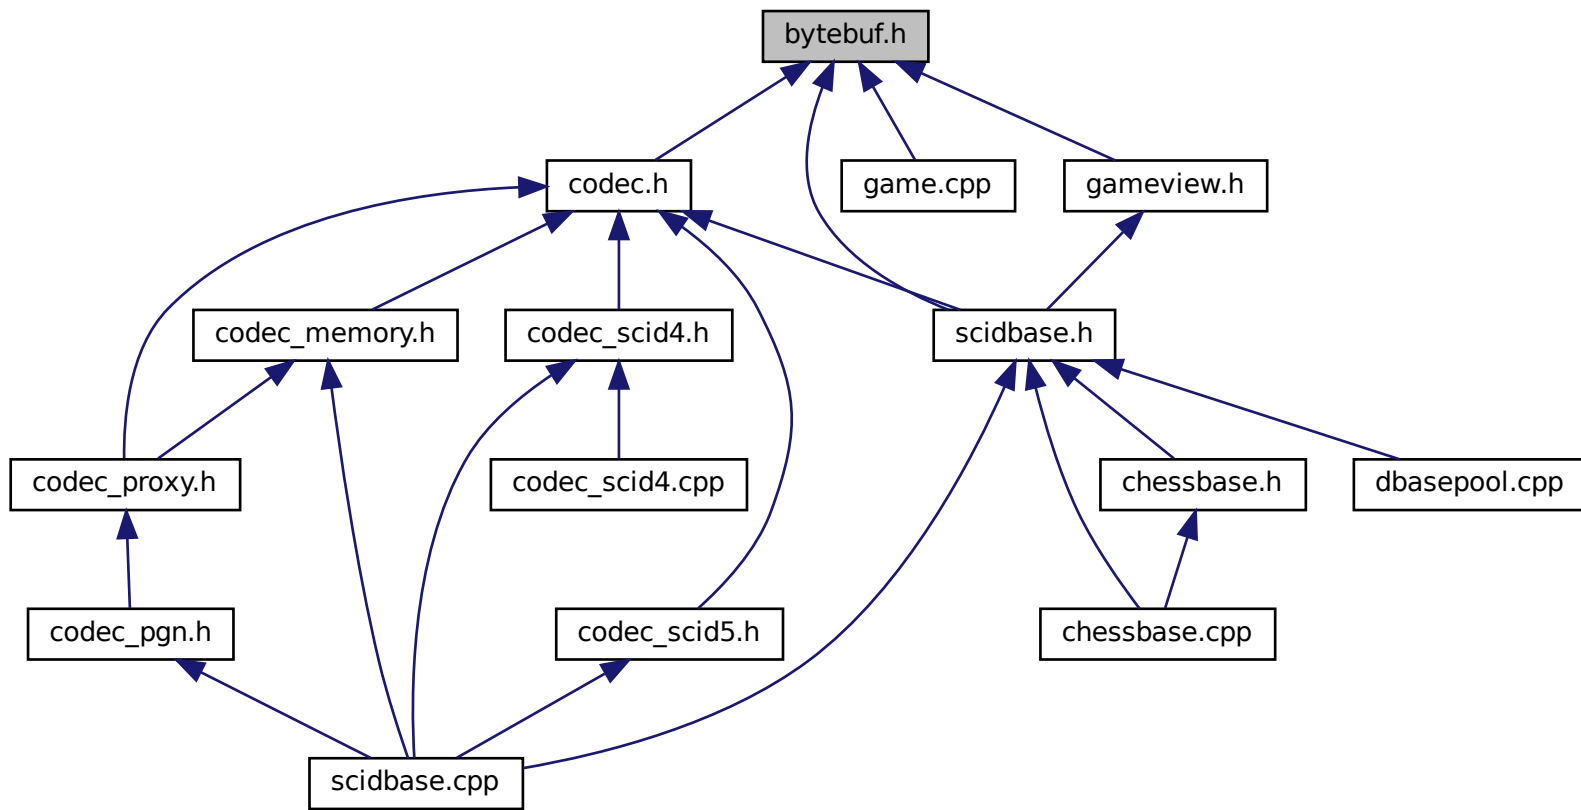 bytebuf.h
codec.h
game.cpp
gameview.h
codec_memory.h
codec_scid4.h
scidbase.h
codec_proxy.h
codec_scid4.cpp
chessbase.h
dbasepool.cpp
codec_pgn.h
codec_scid5.h
chessbase.cpp
scidbase.cpp